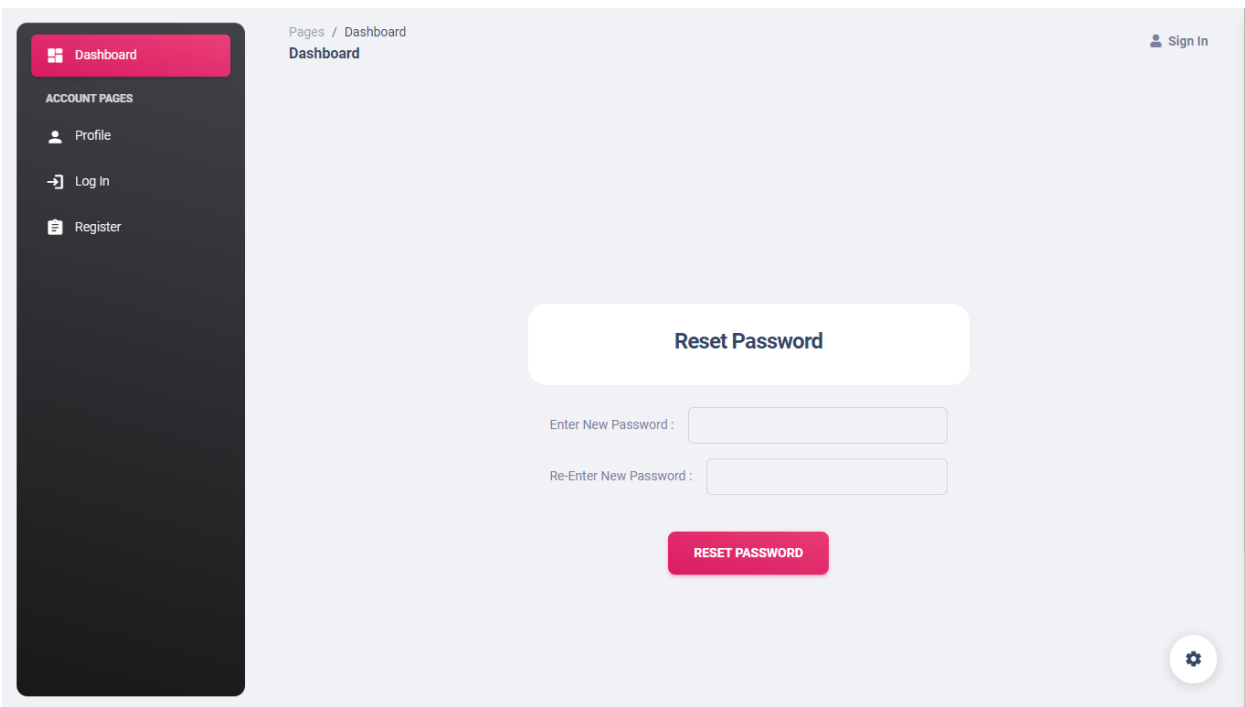 Dashboard
ACCOUNT PAGES
Profile
Log In
Register
Pages / Dashboard
Dashboard
Sign In
Reset Password
Enter New Password :
Re-Enter New Password :
RESET PASSWORD